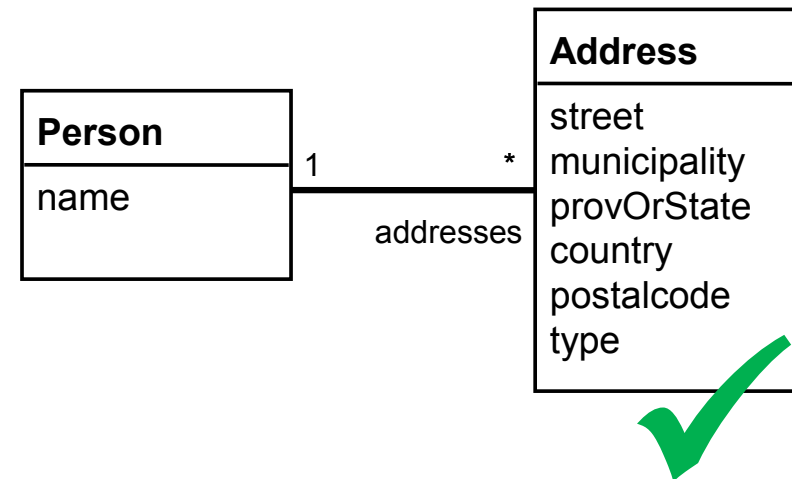 Person
name
1
*
addresses
Address
street
municipality
provOrState
country
postalcode
type